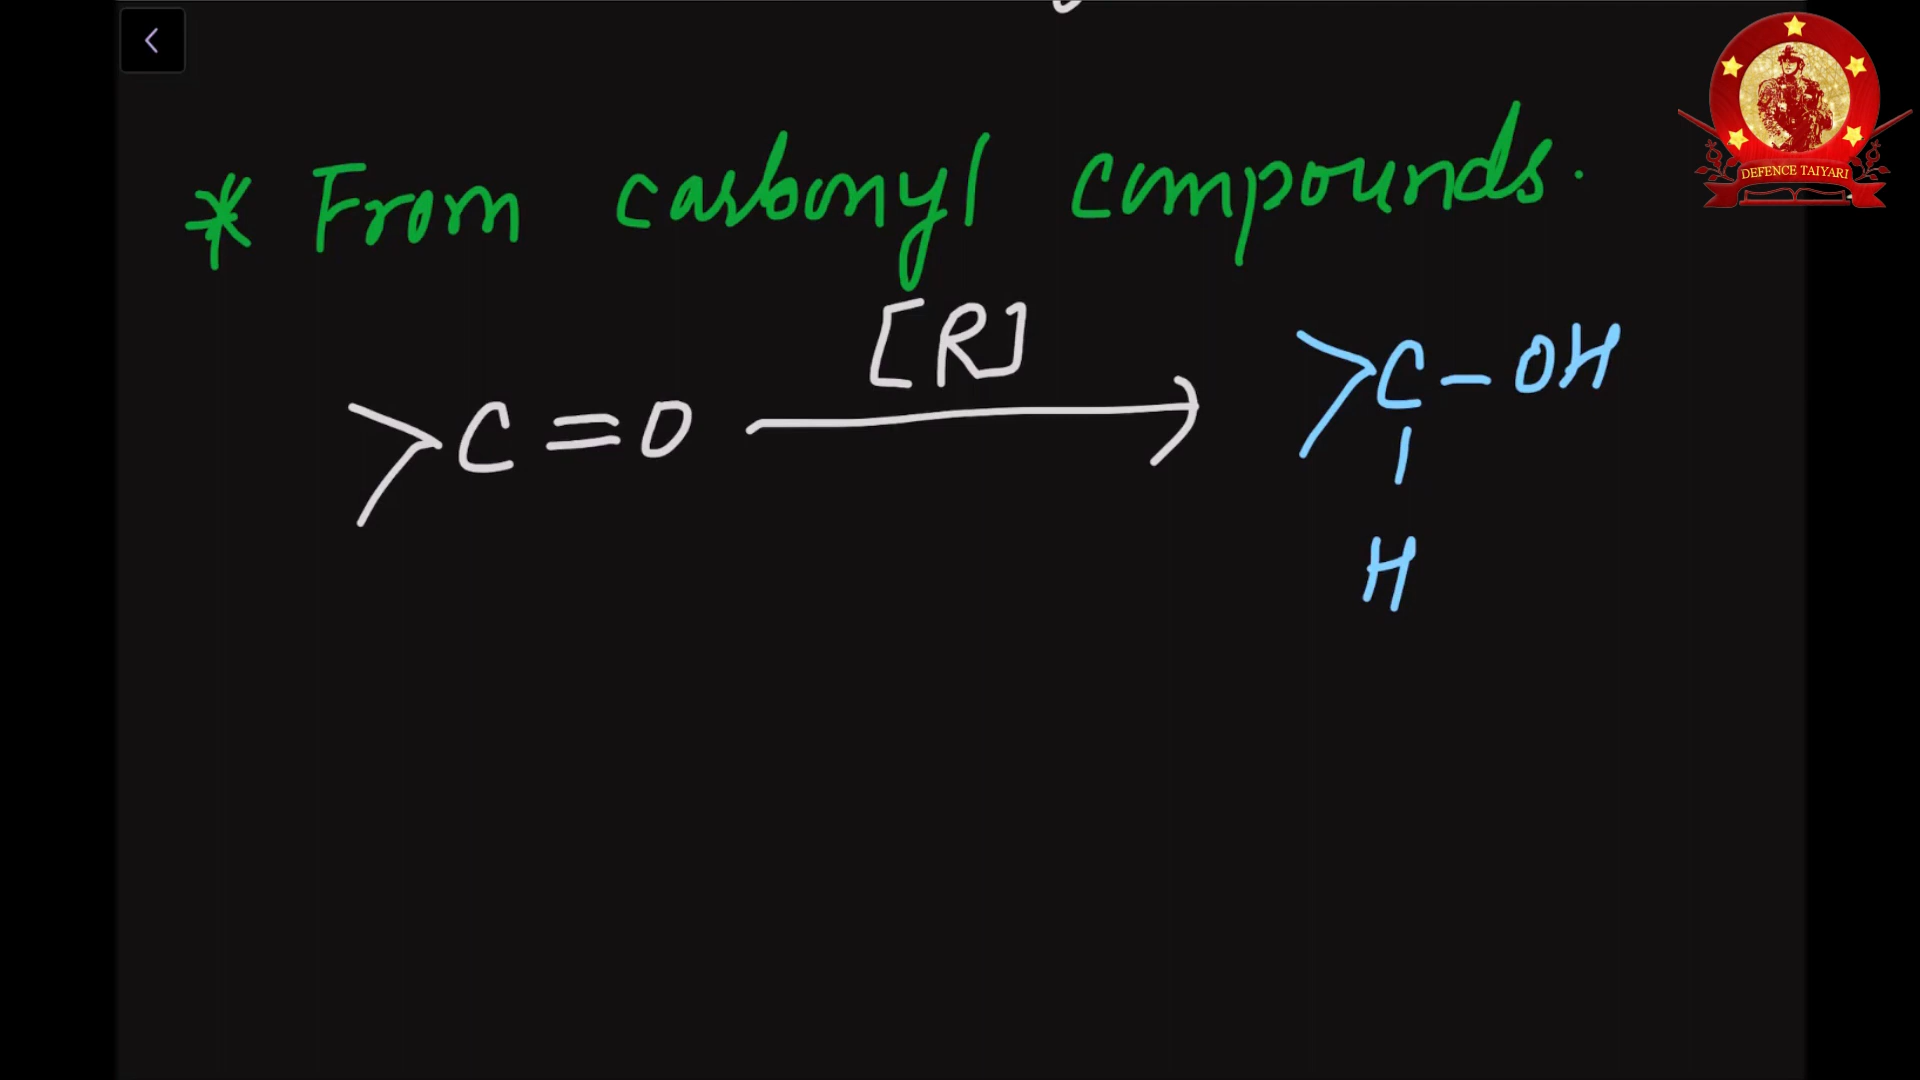 * From carbonyl compounds.
[R]
>C=O ⟶ >C-OH
|
H
DEFENCE TAIYARI